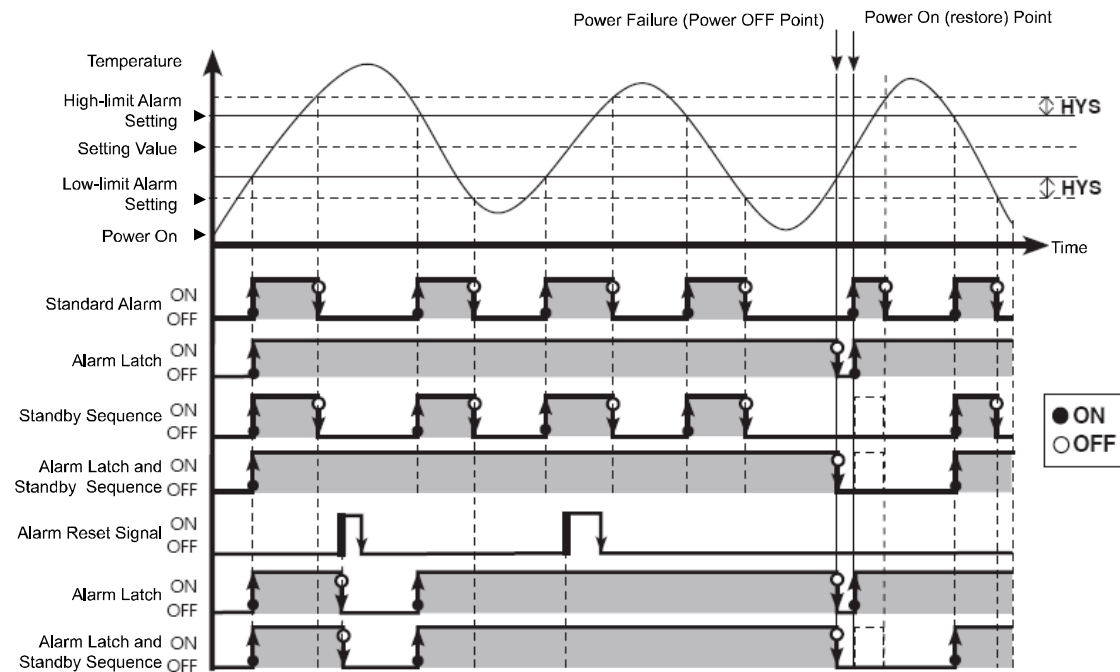 Power Failure (Power OFF Point)
Power On (restore) Point
Temperature
High-limit Alarm
Setting
HYS
Setting Value
Low-limit Alarm
Setting
HYS
Power On
Time
Standard Alarm
ON
OFF
Alarm Latch
ON
OFF
Standby Sequence
ON
OFF
Alarm Latch and
Standby Sequence
ON
OFF
ON
OFF
Alarm Reset Signal
ON
OFF
Alarm Latch
ON
OFF
Alarm Latch and
Standby Sequence
ON
OFF